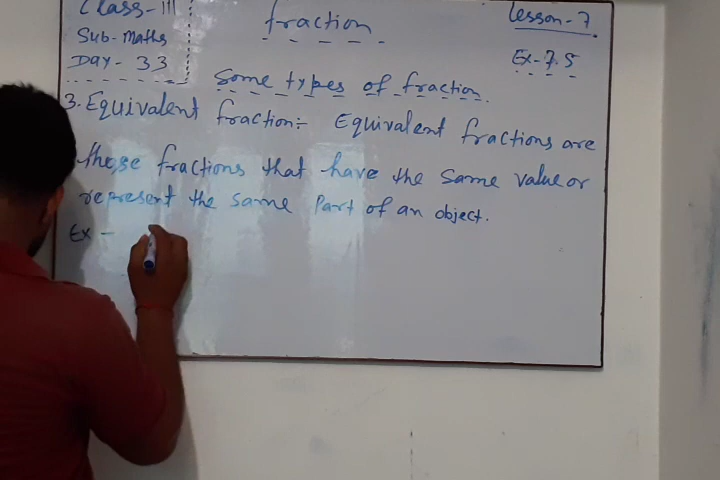 Class-III
fraction
Lesson-7
Sub-Maths
Ex-7.5
Day-33
Some types of fraction.
3. Equivalent fraction:- Equivalent fractions are
those fractions that have the same value or
represent the same part of an object.
Ex -